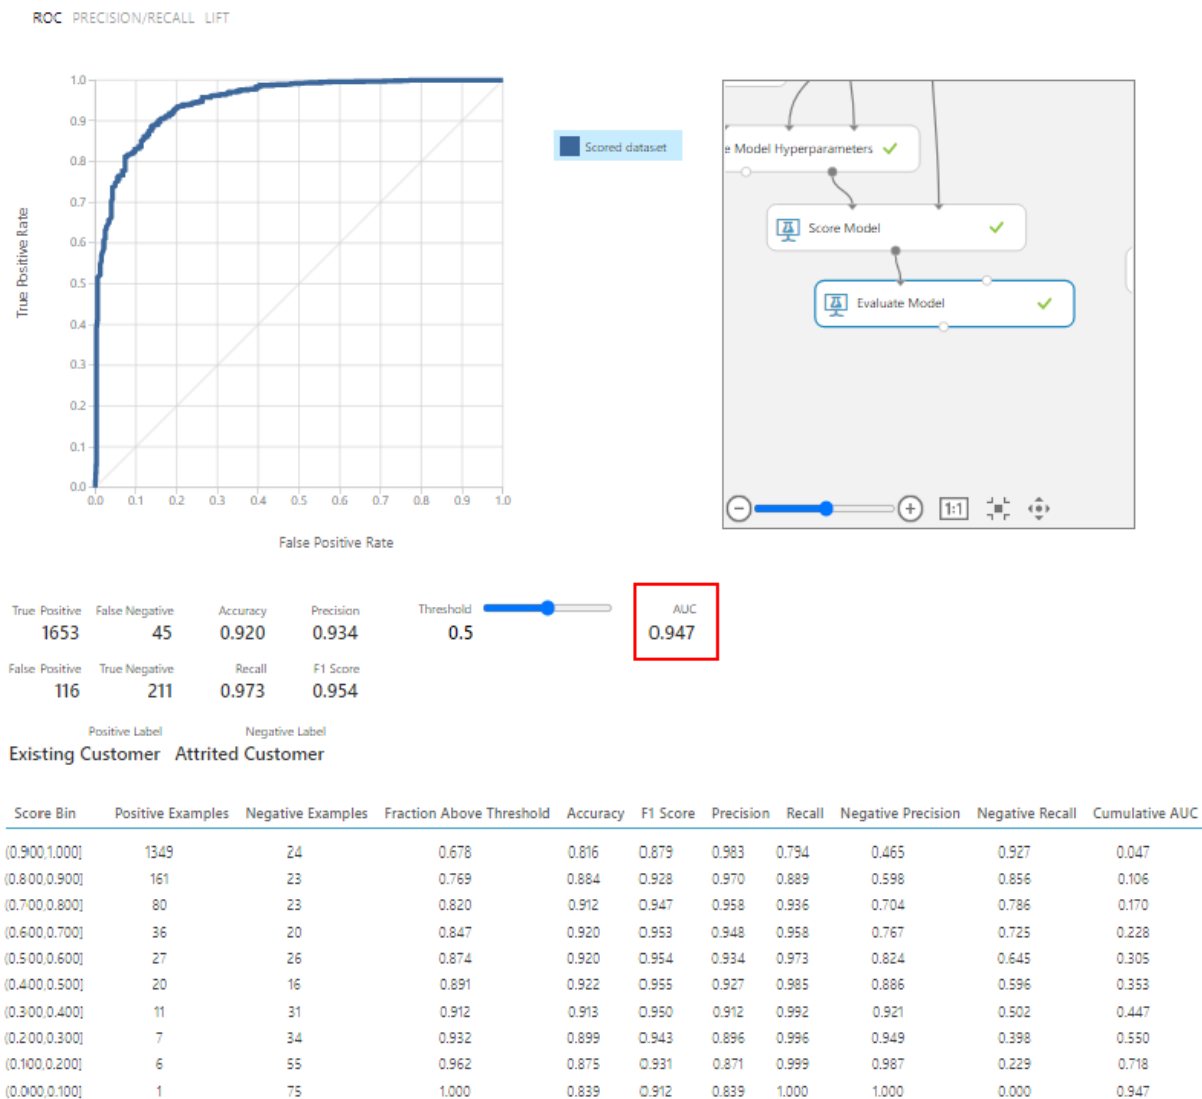 ROC PRECISION/RECALL LIFT
1.0
0.9
0.8
0.7
0.6
0.5
0.4
0.3
0.2
0.1
0.0
True Positive Rate
0.0 0.1 0.2 0.3 0.4 0.5 0.6 0.7 0.8 0.9 1.0
False Positive Rate
Scored dataset
e Model Hyperparameters
Score Model
Evaluate Model
1:1
True Positive False Negative Accuracy Precision Threshold AUC
1653 45 0.920 0.934 0.5 0.947
False Positive True Negative Recall F1 Score
116 211 0.973 0.954
Positive Label Negative Label
Existing Customer Attrited Customer
Score Bin Positive Examples Negative Examples Fraction Above Threshold Accuracy F1 Score Precision Recall Negative Precision Negative Recall Cumulative AUC
(0.900,1.000] 1349 24 0.678 0.816 0.879 0.983 0.794 0.465 0.927 0.047
(0.800,0.900] 161 23 0.769 0.884 0.928 0.970 0.889 0.598 0.856 0.106
(0.700,0.800] 80 23 0.820 0.912 0.947 0.958 0.936 0.704 0.786 0.170
(0.600,0.700] 36 20 0.847 0.920 0.953 0.948 0.958 0.767 0.725 0.228
(0.500,0.600] 27 26 0.874 0.920 0.954 0.934 0.973 0.824 0.645 0.305
(0.400,0.500] 20 16 0.891 0.922 0.955 0.927 0.985 0.886 0.596 0.353
(0.300,0.400] 11 31 0.912 0.913 0.950 0.912 0.992 0.921 0.502 0.447
(0.200,0.300] 7 34 0.932 0.899 0.943 0.896 0.996 0.949 0.398 0.550
(0.100,0.200] 6 55 0.962 0.875 0.931 0.871 0.999 0.987 0.229 0.718
(0.000,0.100] 1 75 1.000 0.839 0.912 0.839 1.000 1.000 0.000 0.947